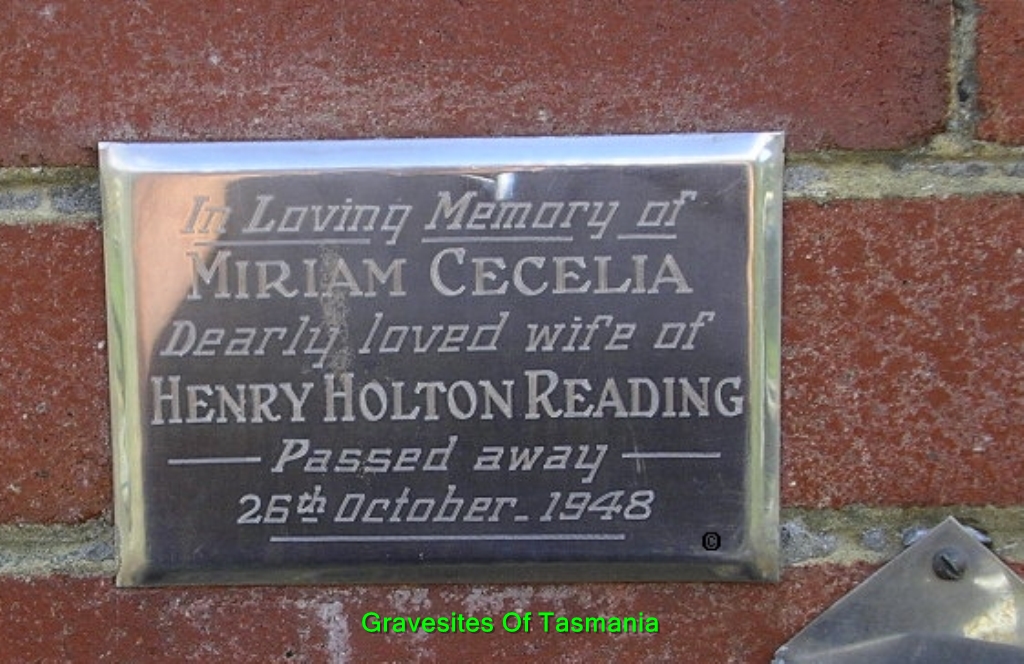 In Loving Memory of
MIRIAM CECELIA
Dearly loved wife of
HENRY HOLTON READING
Passed away
26th October. 1948
©
Gravesites Of Tasmania